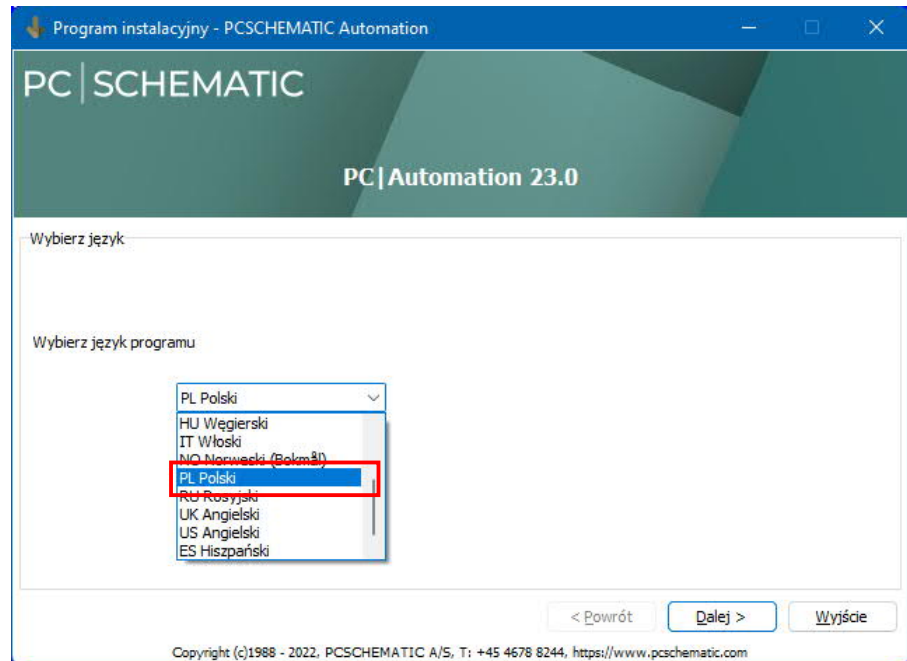 Program instalacyjny - PCSCHEMATIC Automation
PC|SCHEMATIC
PC|Automation 23.0
Wybierz język
Wybierz język programu
PL Polski
HU Węgierski
IT Włoski
NO Norweski (Bokmål)
PL Polski
RU Rosyjski
UK Angielski
US Angielski
ES Hiszpański
< Powrót Dalej > Wyjście
Copyright (c)1988 - 2022, PCSCHEMATIC A/S, T: +45 4678 8244, https://www.pcschematic.com